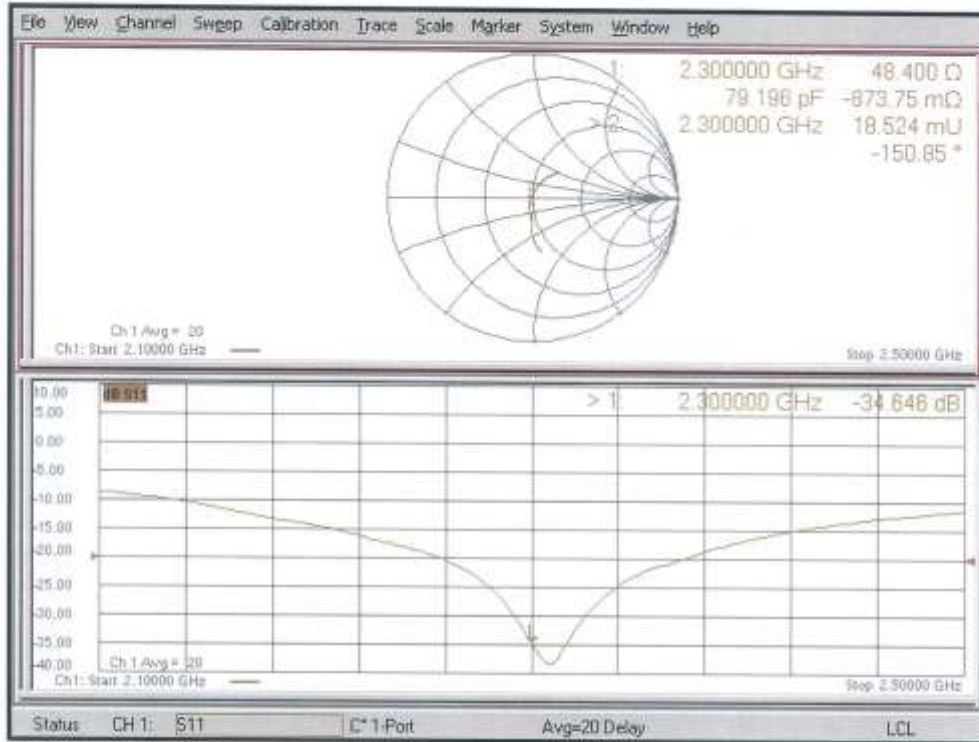 File View Channel Sweep Calibration Trace Scale Marker System Window Help
1: 2.300000 GHz 48.400 Ω
79.196 pF -873.75 mΩ
> 2: 2.300000 GHz 18.524 mU
-150.85 °
Ch 1 Avg = 20
Ch1: Start 2.10000 GHz
Stop 2.50000 GHz
10.00 dB S11
> 1: 2.300000 GHz -34.646 dB
5.00
0.00
-5.00
-10.00
-15.00
-20.00
-25.00
-30.00
-35.00
-40.00
Ch 1 Avg = 20
Ch1: Start 2.10000 GHz
Stop 2.50000 GHz
Status CH 1: S11 C* 1-Port Avg=20 Delay LCL